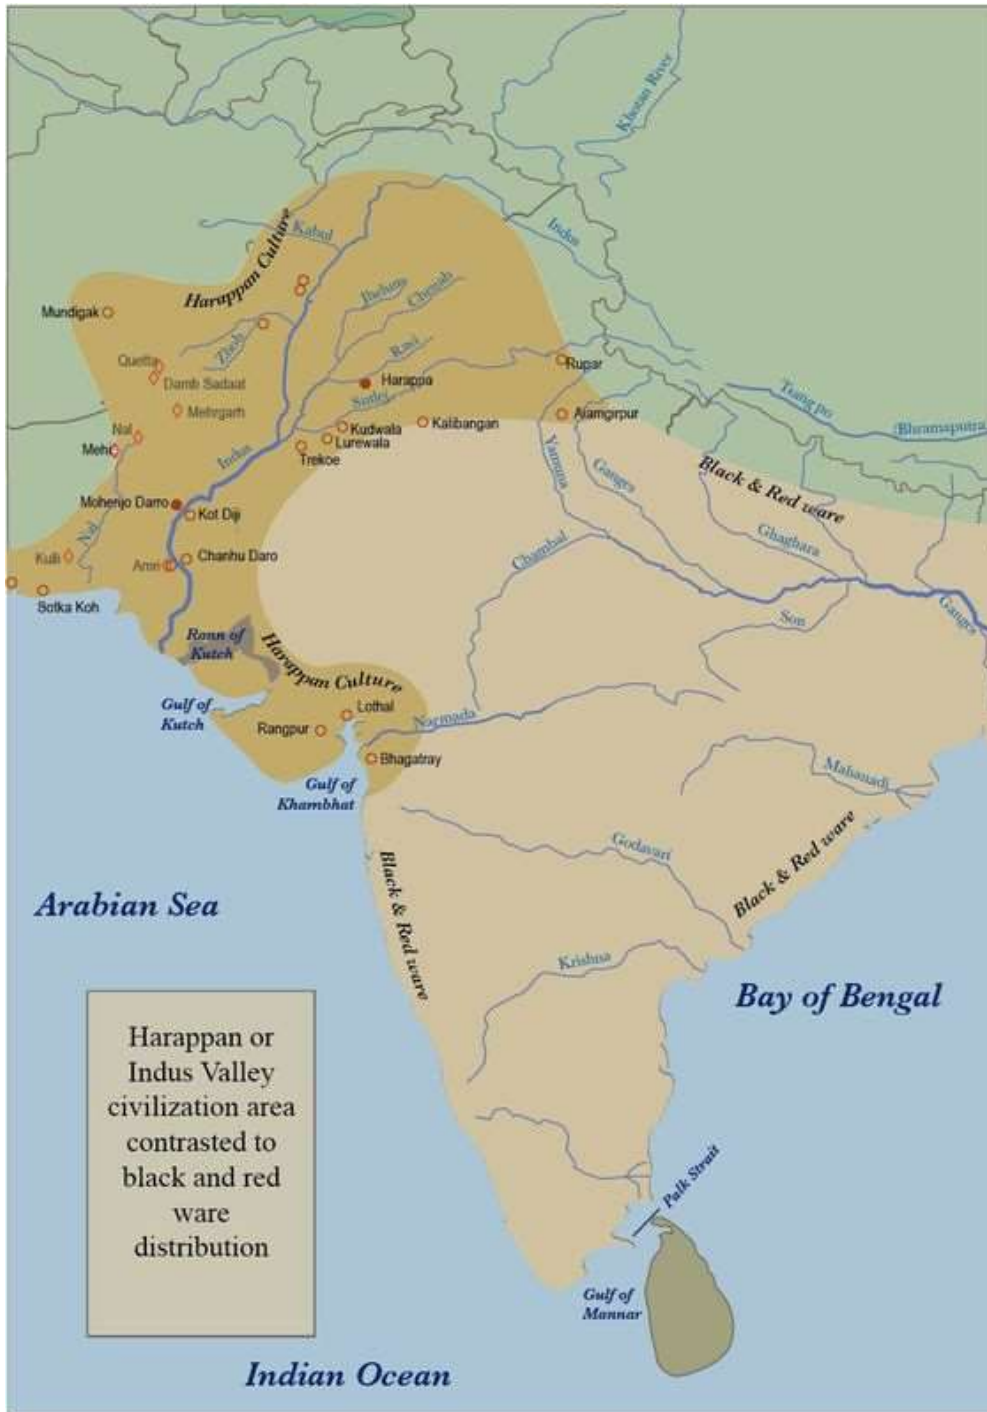 Khotan River
Kabul
Harappan Culture
Indus
Jhelum
Chenab
Mundigak
Zhob
Ravi
Rupar
Quetta
Damb Sadaat
Harappa
Tsang po
Sutlej
Mehrgarh
Alamgirpur
Kalibangan
Bhramaputra
Nal
Kudwala
Lurewala
Mehi
Trekoe
Indus
Yamuna
Ganges
Black & Red ware
Mohenjo Darro
Kot Diji
Nal
Ghaghara
Chambal
Kulli
Amri
Chanhu Daro
Sotka Koh
Son
Ganges
Rann of
Kutch
Harappan Culture
Gulf of
Kutch
Lothal
Rangpur
Narmada
Bhagatray
Gulf of
Khambhat
Mahanadi
Godavari
Black & Red ware
Black & Red ware
Arabian Sea
Krishna
Bay of Bengal
Harappan or
Indus Valley
civilization area
contrasted to
black and red
ware
distribution
Palk Strait
Gulf of
Mannar
Indian Ocean